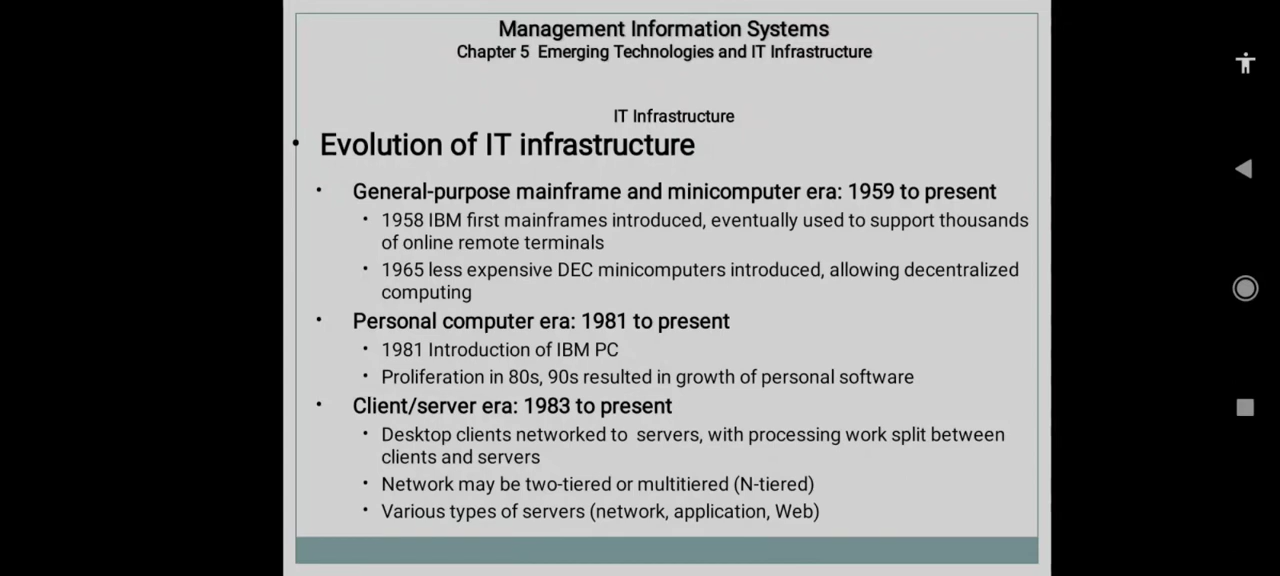 Management Information Systems
Chapter 5 Emerging Technologies and IT Infrastructure
IT Infrastructure
• Evolution of IT infrastructure
• General-purpose mainframe and minicomputer era: 1959 to present
• 1958 IBM first mainframes introduced, eventually used to support thousands
of online remote terminals
• 1965 less expensive DEC minicomputers introduced, allowing decentralized
computing
• Personal computer era: 1981 to present
• 1981 Introduction of IBM PC
• Proliferation in 80s, 90s resulted in growth of personal software
• Client/server era: 1983 to present
• Desktop clients networked to servers, with processing work split between
clients and servers
• Network may be two-tiered or multitiered (N-tiered)
• Various types of servers (network, application, Web)